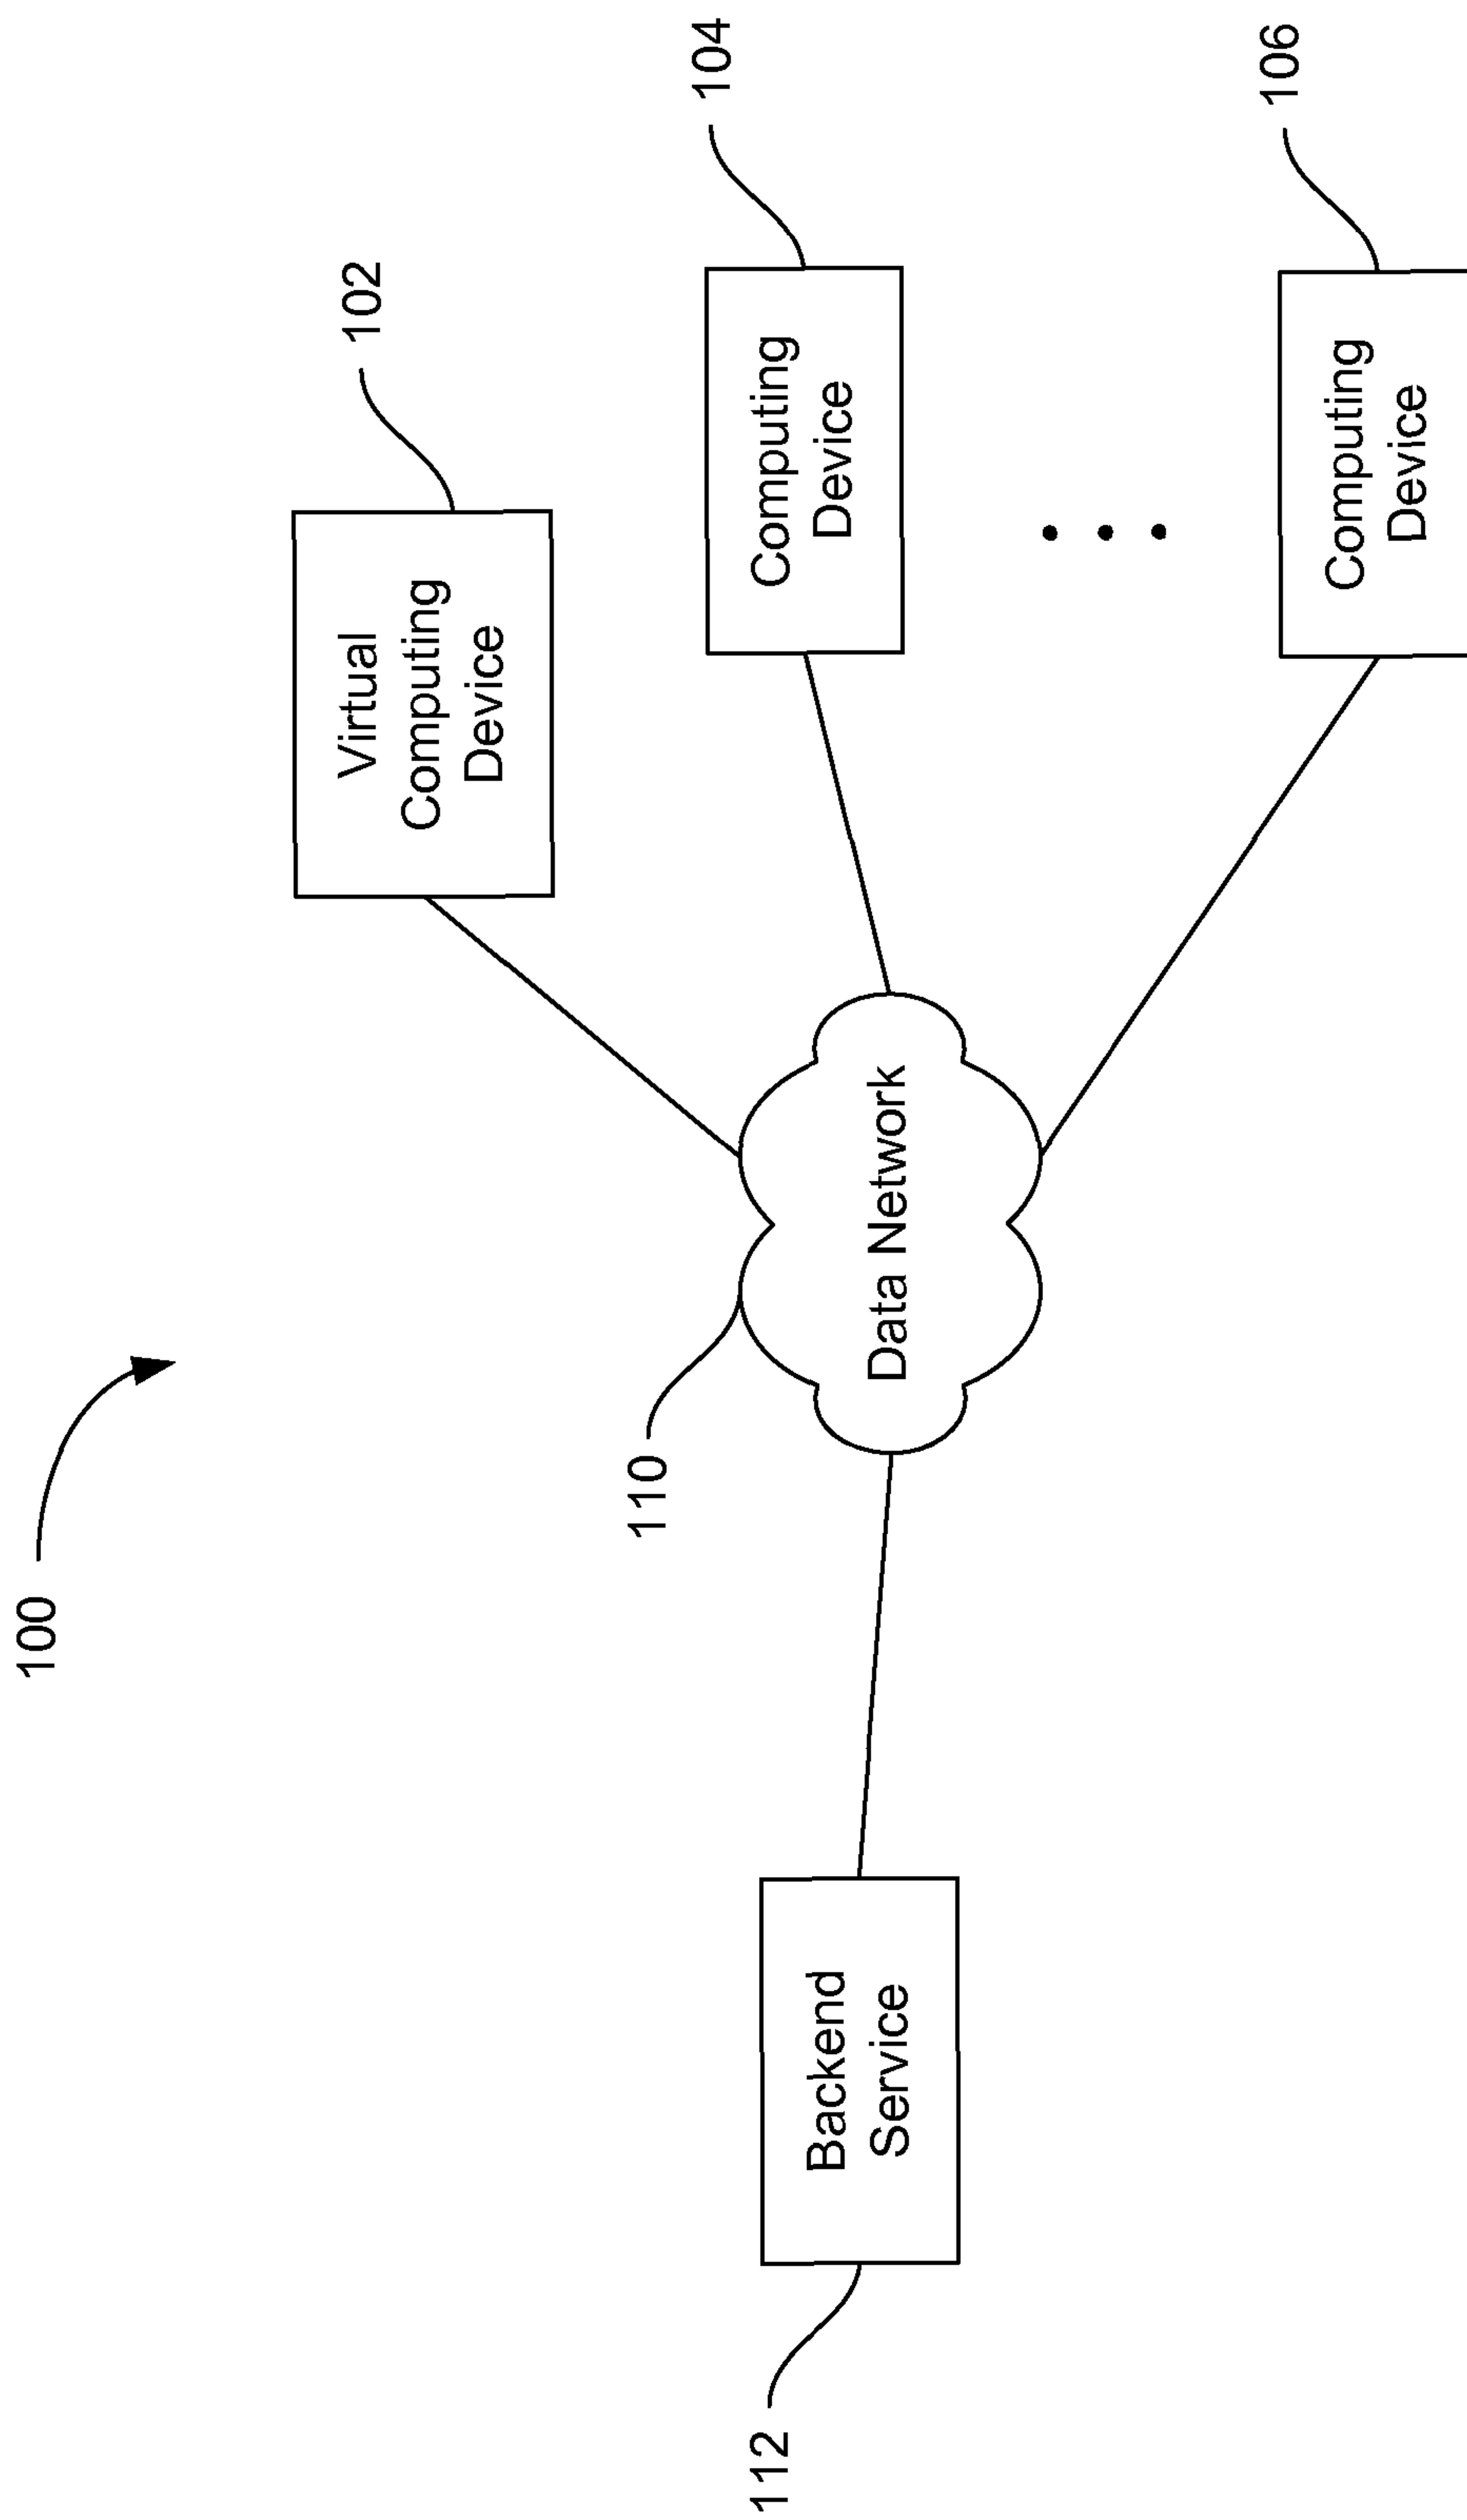 100
102
Virtual
Computing
Device
110
104
Computing
Device
Data Network
112
Backend
Service
106
Computing
Device